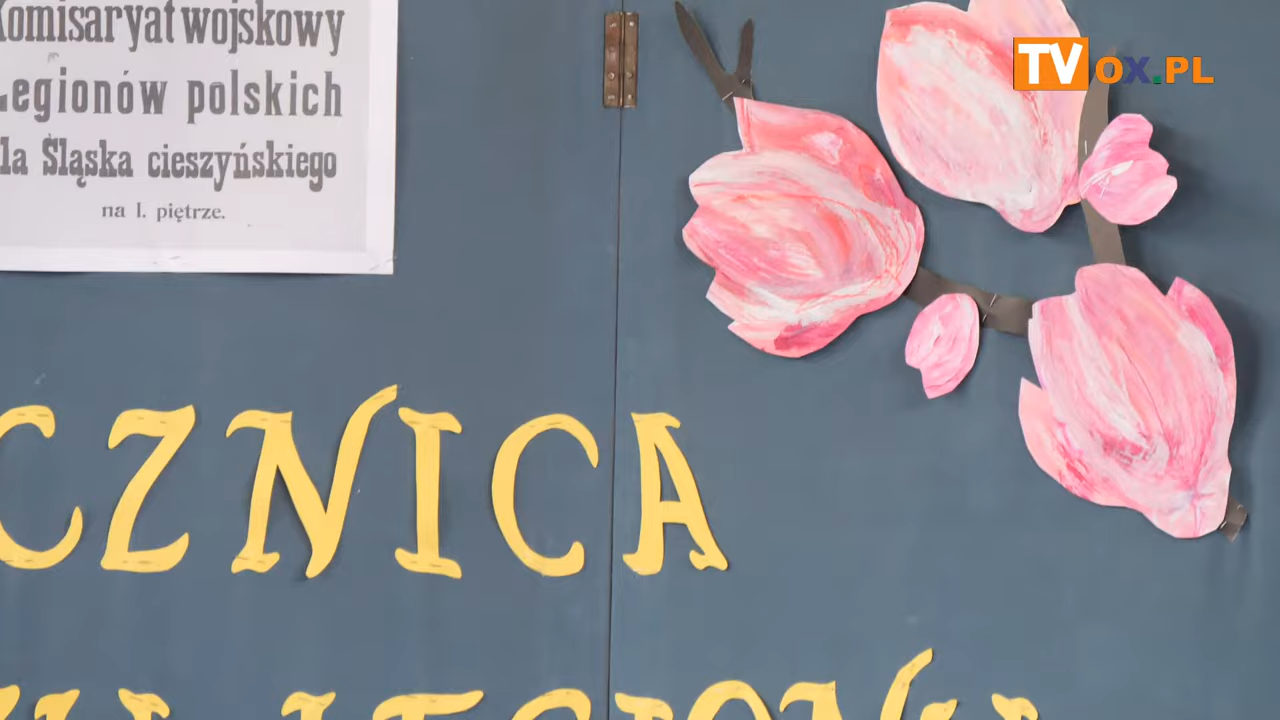 Komisaryat wojskowy
Legionów polskich
dla Śląska cieszyńskiego
na I. piętrze.
TVOX.PL
CZNICA